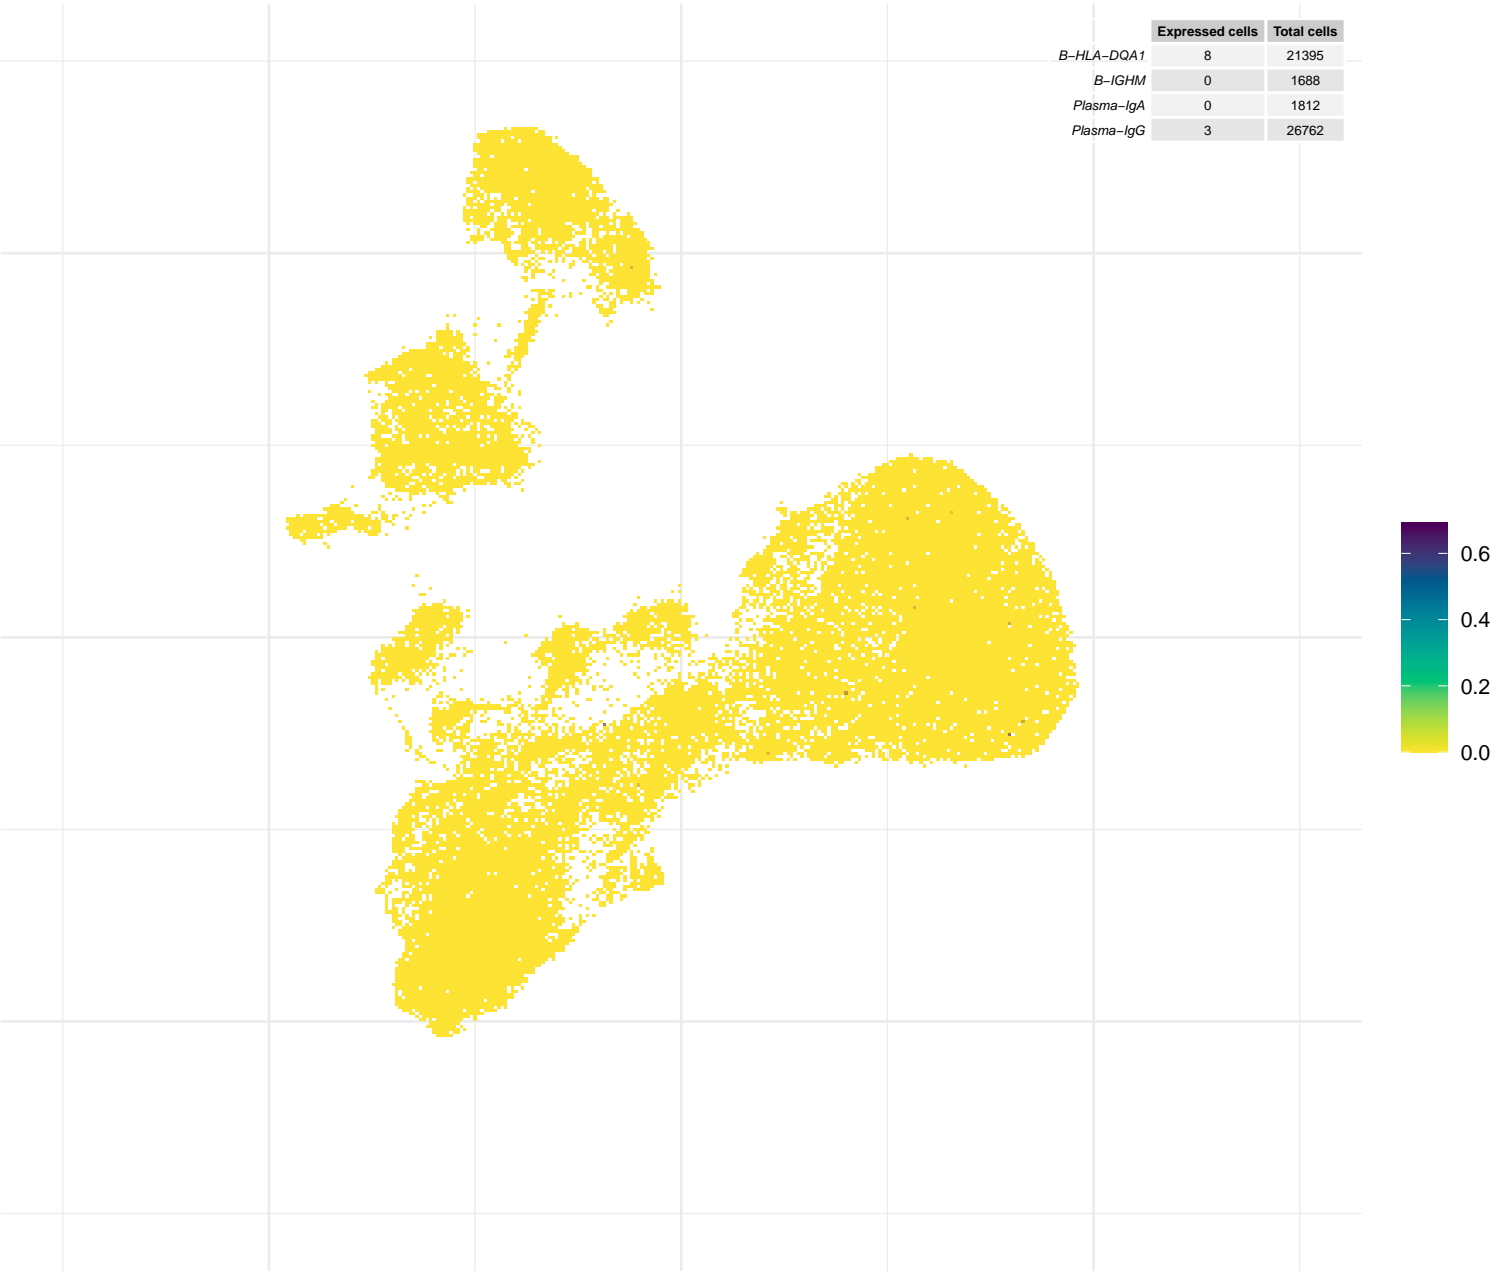 Expressed cells Total cells
B−HLA−DQA1 8 21395
B−IGHM 0 1688
Plasma−IgA 0 1812
Plasma−IgG 3 26762
0.6
0.4
0.2
0.0